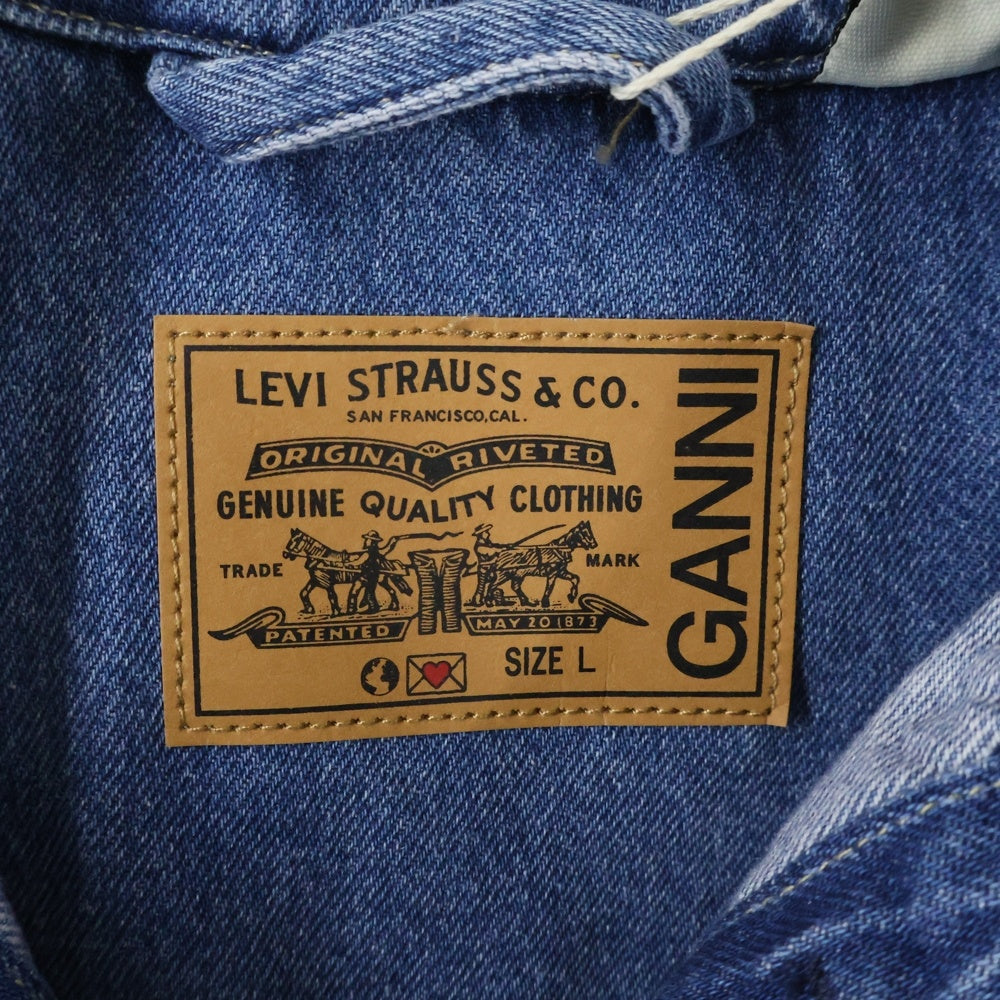 LEVI STRAUSS & CO.
SAN FRANCISCO, CAL.
ORIGINAL RIVETED
GENUINE QUALITY CLOTHING
TRADE MARK
PATENTED MAY 20 1873
SIZE L
GANNI